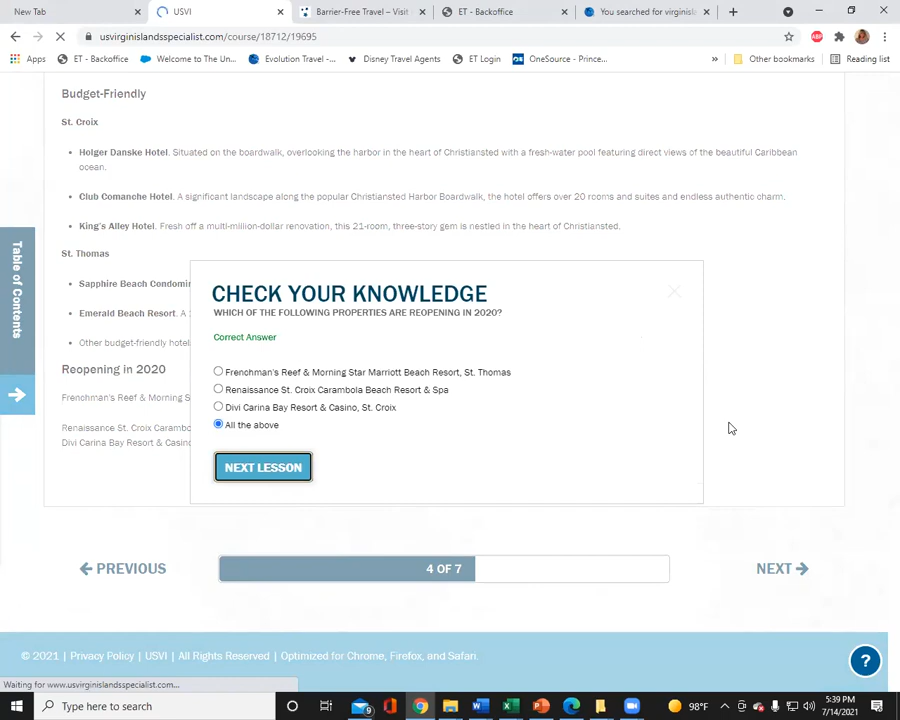 New Tab
USVI
Barrier-Free Travel – Visit
ET - Backoffice
You searched for virginisl
usvirginislandsspecialist.com/course/18712/19695
ABP
Apps
ET - Backoffice
Welcome to The Un...
Evolution Travel -...
Disney Travel Agents
ET Login
OneSource - Prince...
»
Other bookmarks
Reading list
Budget-Friendly
St. Croix
• Holger Danske Hotel. Situated on the boardwalk, overlooking the harbor in the heart of Christiansted with a fresh-water pool featuring direct views of the beautiful Caribbean
ocean.
• Club Comanche Hotel. A significant landscape along the popular Christiansted Harbor Boardwalk, the hotel offers over 20 rooms and suites and endless authentic charm.
• King's Alley Hotel. Fresh off a multi-million-dollar renovation, this 21-room, three-story gem is nestled in the heart of Christiansted.
St. Thomas
• Sapphire Beach Condomin
• Emerald Beach Resort. A
• Other budget-friendly hotel
Reopening in 2020
Frenchman's Reef & Morning S
Renaissance St. Croix Carambo
Divi Carina Bay Resort & Casino
Table of Contents
CHECK YOUR KNOWLEDGE
WHICH OF THE FOLLOWING PROPERTIES ARE REOPENING IN 2020?
Correct Answer
Frenchman's Reef & Morning Star Marriott Beach Resort, St. Thomas
Renaissance St. Croix Carambola Beach Resort & Spa
Divi Carina Bay Resort & Casino, St. Croix
All the above
NEXT LESSON
PREVIOUS
4 OF 7
NEXT
© 2021 | Privacy Policy | USVI | All Rights Reserved | Optimized for Chrome, Firefox, and Safari.
?
Waiting for www.usvirginislandsspecialist.com...
Type here to search
9
98°F
5:39 PM
7/14/2021